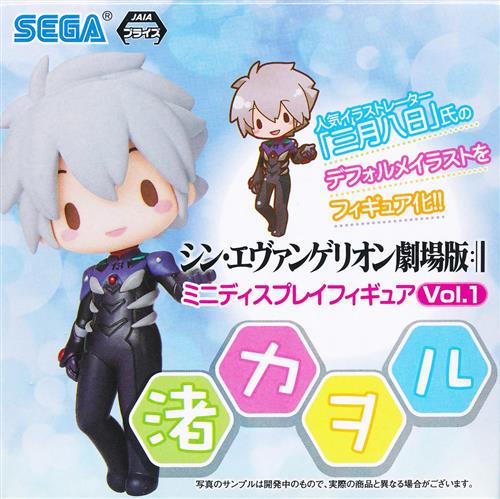 SEGA®
JAIA
プライズ
人気イラストレーター
「三月八日」氏の
デフォルメイラストを
フィギュア化!!
シン・エヴァンゲリオン劇場版:||
ミニディスプレイフィギュア Vol.1
渚カヲル
写真のサンプルは開発中のもので、実際の商品と異なる場合がございます。